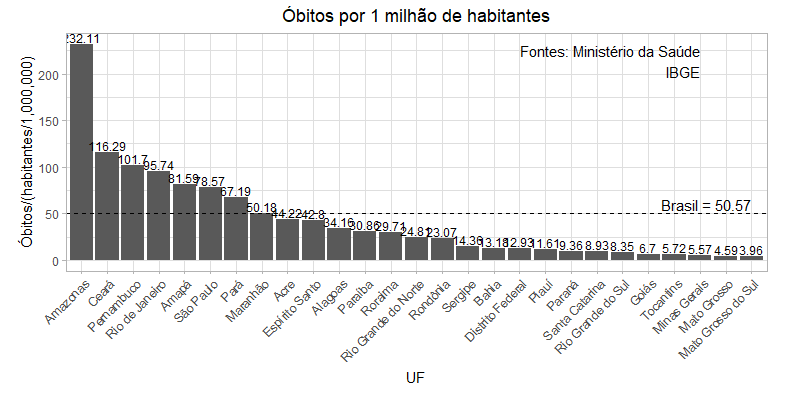 Óbitos por 1 milhão de habitantes
Fontes: Ministério da Saúde
IBGE
Óbitos/(habitantes/1,000,000)
200
150
100
50
0
Brasil = 50.57
232.11
116.29
101.7
95.74
81.59
78.57
67.19
50.18
44.22
42.8
34.16
30.86
29.71
24.81
23.07
14.36
13.18
12.93
11.61
9.36
8.93
8.35
6.7
5.72
5.57
4.59
3.96
Amazonas
Ceará
Pernambuco
Rio de Janeiro
Amapá
São Paulo
Pará
Maranhão
Acre
Espírito Santo
Alagoas
Paraíba
Roraima
Rio Grande do Norte
Rondônia
Sergipe
Bahia
Distrito Federal
Piauí
Paraná
Santa Catarina
Rio Grande do Sul
Goiás
Tocantins
Minas Gerais
Mato Grosso
Mato Grosso do Sul
UF